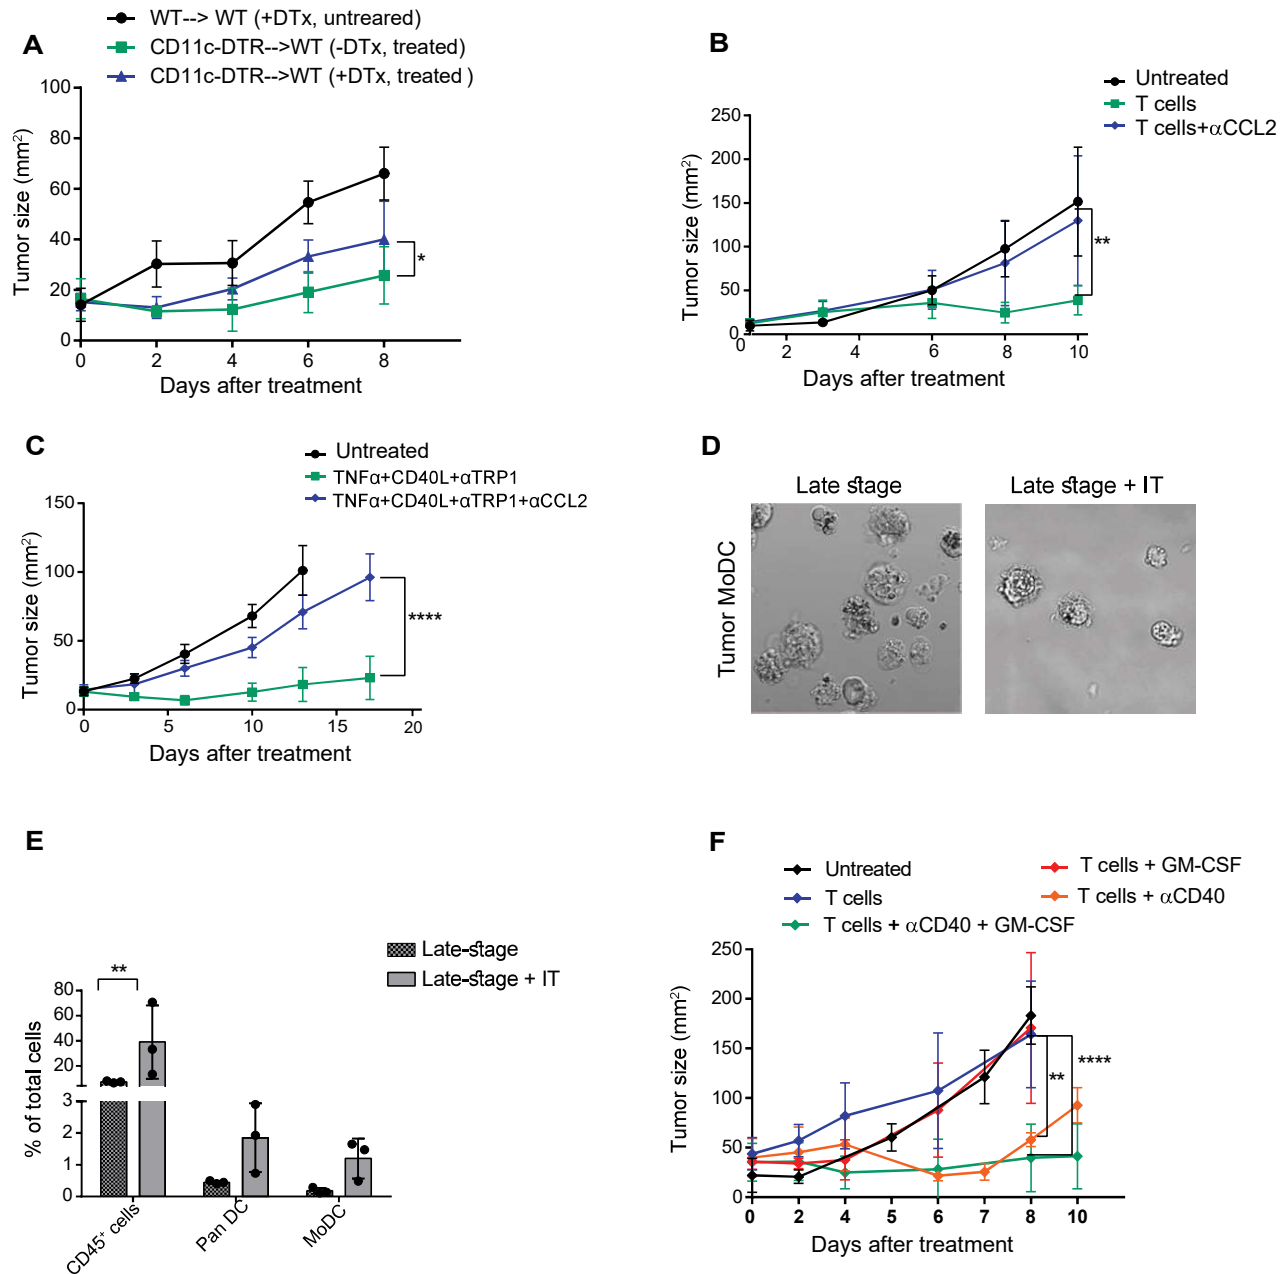 A
WT--> WT (+DTx, untreared)
CD11c-DTR-->WT (-DTx, treated)
CD11c-DTR-->WT (+DTx, treated )
Tumor size (mm²)
100
80
60
40
20
0
*
0 2 4 6 8
Days after treatment
B
Untreated
T cells
T cells+αCCL2
Tumor size (mm²)
250
200
150
100
50
0
**
0 2 4 6 8 10
Days after treatment
C
Untreated
TNFα+CD40L+αTRP1
TNFα+CD40L+αTRP1+αCCL2
Tumor size (mm²)
150
100
50
0
****
0 5 10 15 20
Days after treatment
D
Late stage
Late stage + IT
Tumor MoDC
E
Late-stage
Late-stage + IT
% of total cells
**
80
60
40
20
3
2
1
0
CD45⁺ cells
Pan DC
MoDC
F
Untreated
T cells
T cells + αCD40 + GM-CSF
T cells + GM-CSF
T cells + αCD40
Tumor size (mm²)
250
200
150
100
50
0
**
****
0 2 4 5 6 7 8 10
Days after treatment